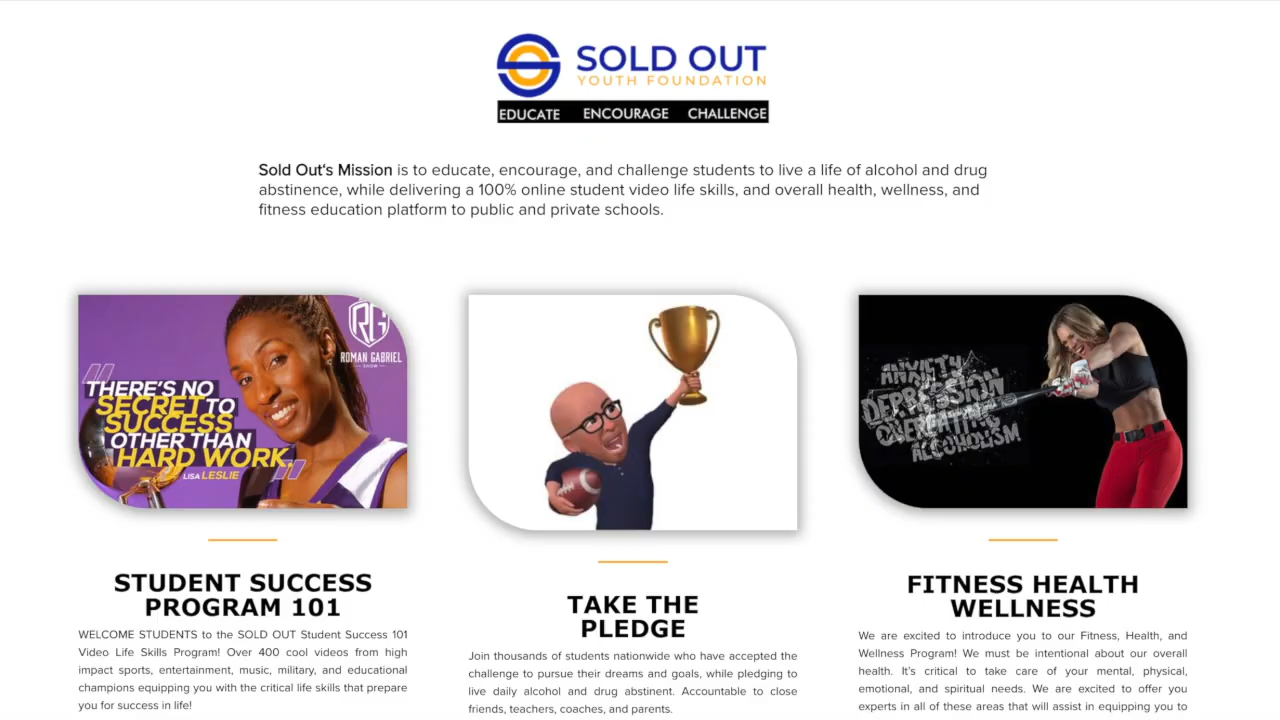 SOLD OUT
YOUTH FOUNDATION
EDUCATE ENCOURAGE CHALLENGE
Sold Out's Mission is to educate, encourage, and challenge students to live a life of alcohol and drug
abstinence, while delivering a 100% online student video life skills, and overall health, wellness, and
fitness education platform to public and private schools.
RG
ROMAN GABRIEL
SHOW
THERE'S NO
SECRET TO
SUCCESS
OTHER THAN
HARD WORK.
LISA LESLIE
STUDENT SUCCESS
PROGRAM 101
WELCOME STUDENTS to the SOLD OUT Student Success 101
Video Life Skills Program! Over 400 cool videos from high
impact sports, entertainment, music, military, and educational
champions equipping you with the critical life skills that prepare
you for success in life!
TAKE THE
PLEDGE
Join thousands of students nationwide who have accepted the
challenge to pursue their dreams and goals, while pledging to
live daily alcohol and drug abstinent. Accountable to close
friends, teachers, coaches, and parents.
ANXIETY
DEPRESSION
OVEREATING
ALCOHOLISM
FITNESS HEALTH
WELLNESS
We are excited to introduce you to our Fitness, Health, and
Wellness Program! We must be intentional about our overall
health. It's critical to take care of your mental, physical,
emotional, and spiritual needs. We are excited to offer you
experts in all of these areas that will assist in equipping you to